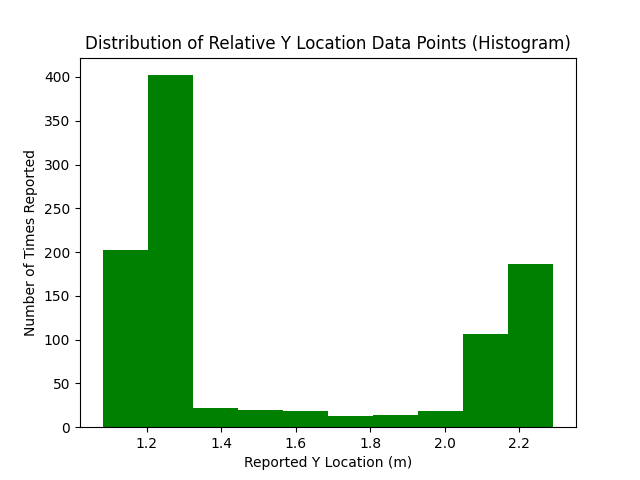 Distribution of Relative Y Location Data Points (Histogram)
Number of Times Reported
400
350
300
250
200
150
100
50
0
1.2 1.4 1.6 1.8 2.0 2.2
Reported Y Location (m)